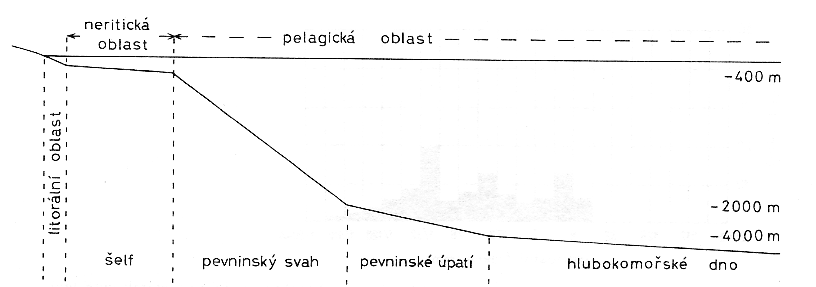 neritická
oblast
pelagická oblast
-400 m
litorální oblast
-2000 m
-4000 m
šelf
pevninský svah
pevninské úpatí
hlubokomořské dno